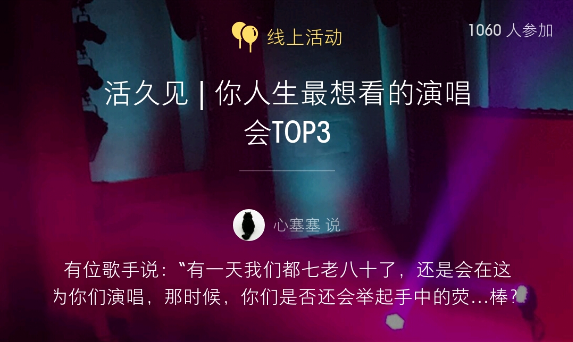 线上活动
1060 人参加
活久见 | 你人生最想看的演唱
会TOP3
心塞塞 说
有位歌手说：“有一天我们都七老八十了，还是会在这
为你们演唱，那时候，你们是否还会举起手中的荧…棒？